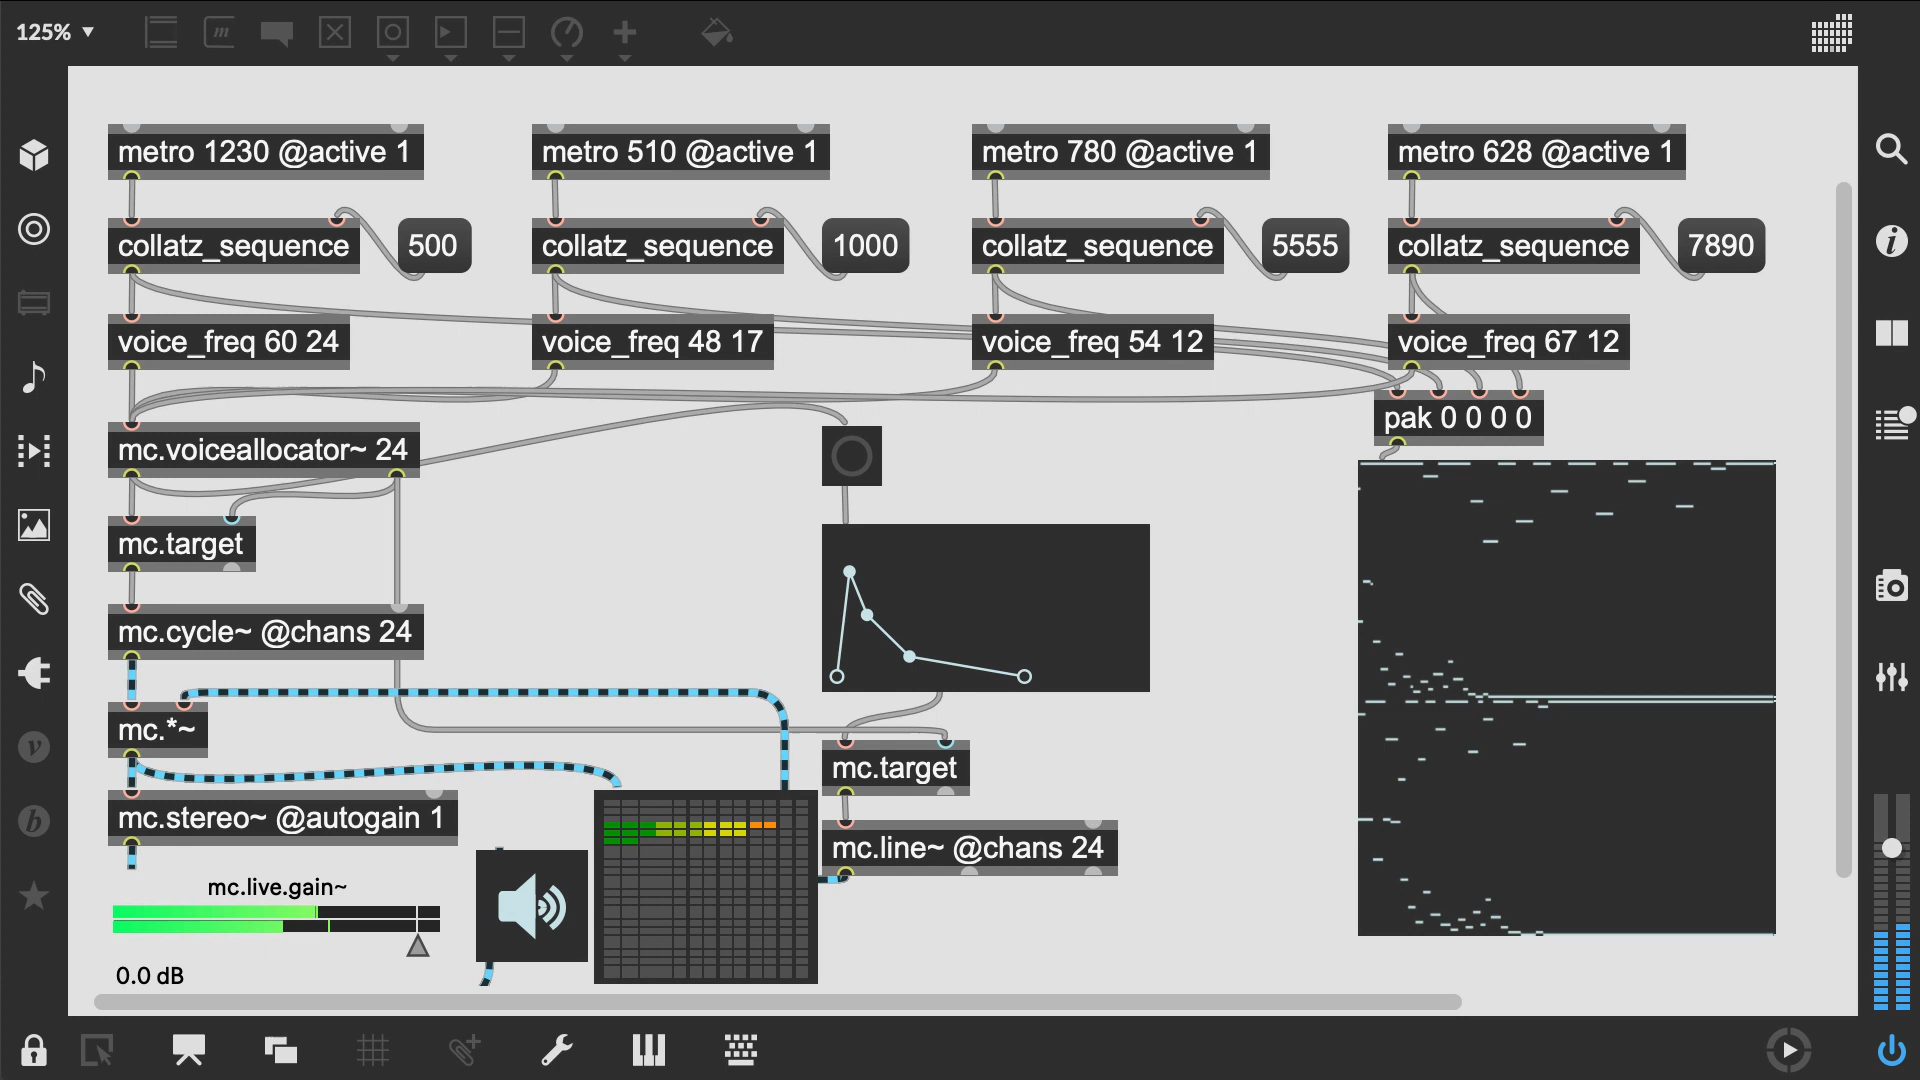 125%
m
metro 1230 @active 1
metro 510 @active 1
metro 780 @active 1
metro 628 @active 1
collatz_sequence
500
collatz_sequence
1000
collatz_sequence
5555
collatz_sequence
7890
voice_freq 60 24
voice_freq 48 17
voice_freq 54 12
voice_freq 67 12
pak 0 0 0 0
mc.voiceallocator~ 24
mc.target
mc.cycle~ @chans 24
mc.*~
mc.target
mc.stereo~ @autogain 1
mc.line~ @chans 24
mc.live.gain~
0.0 dB
i
v
b